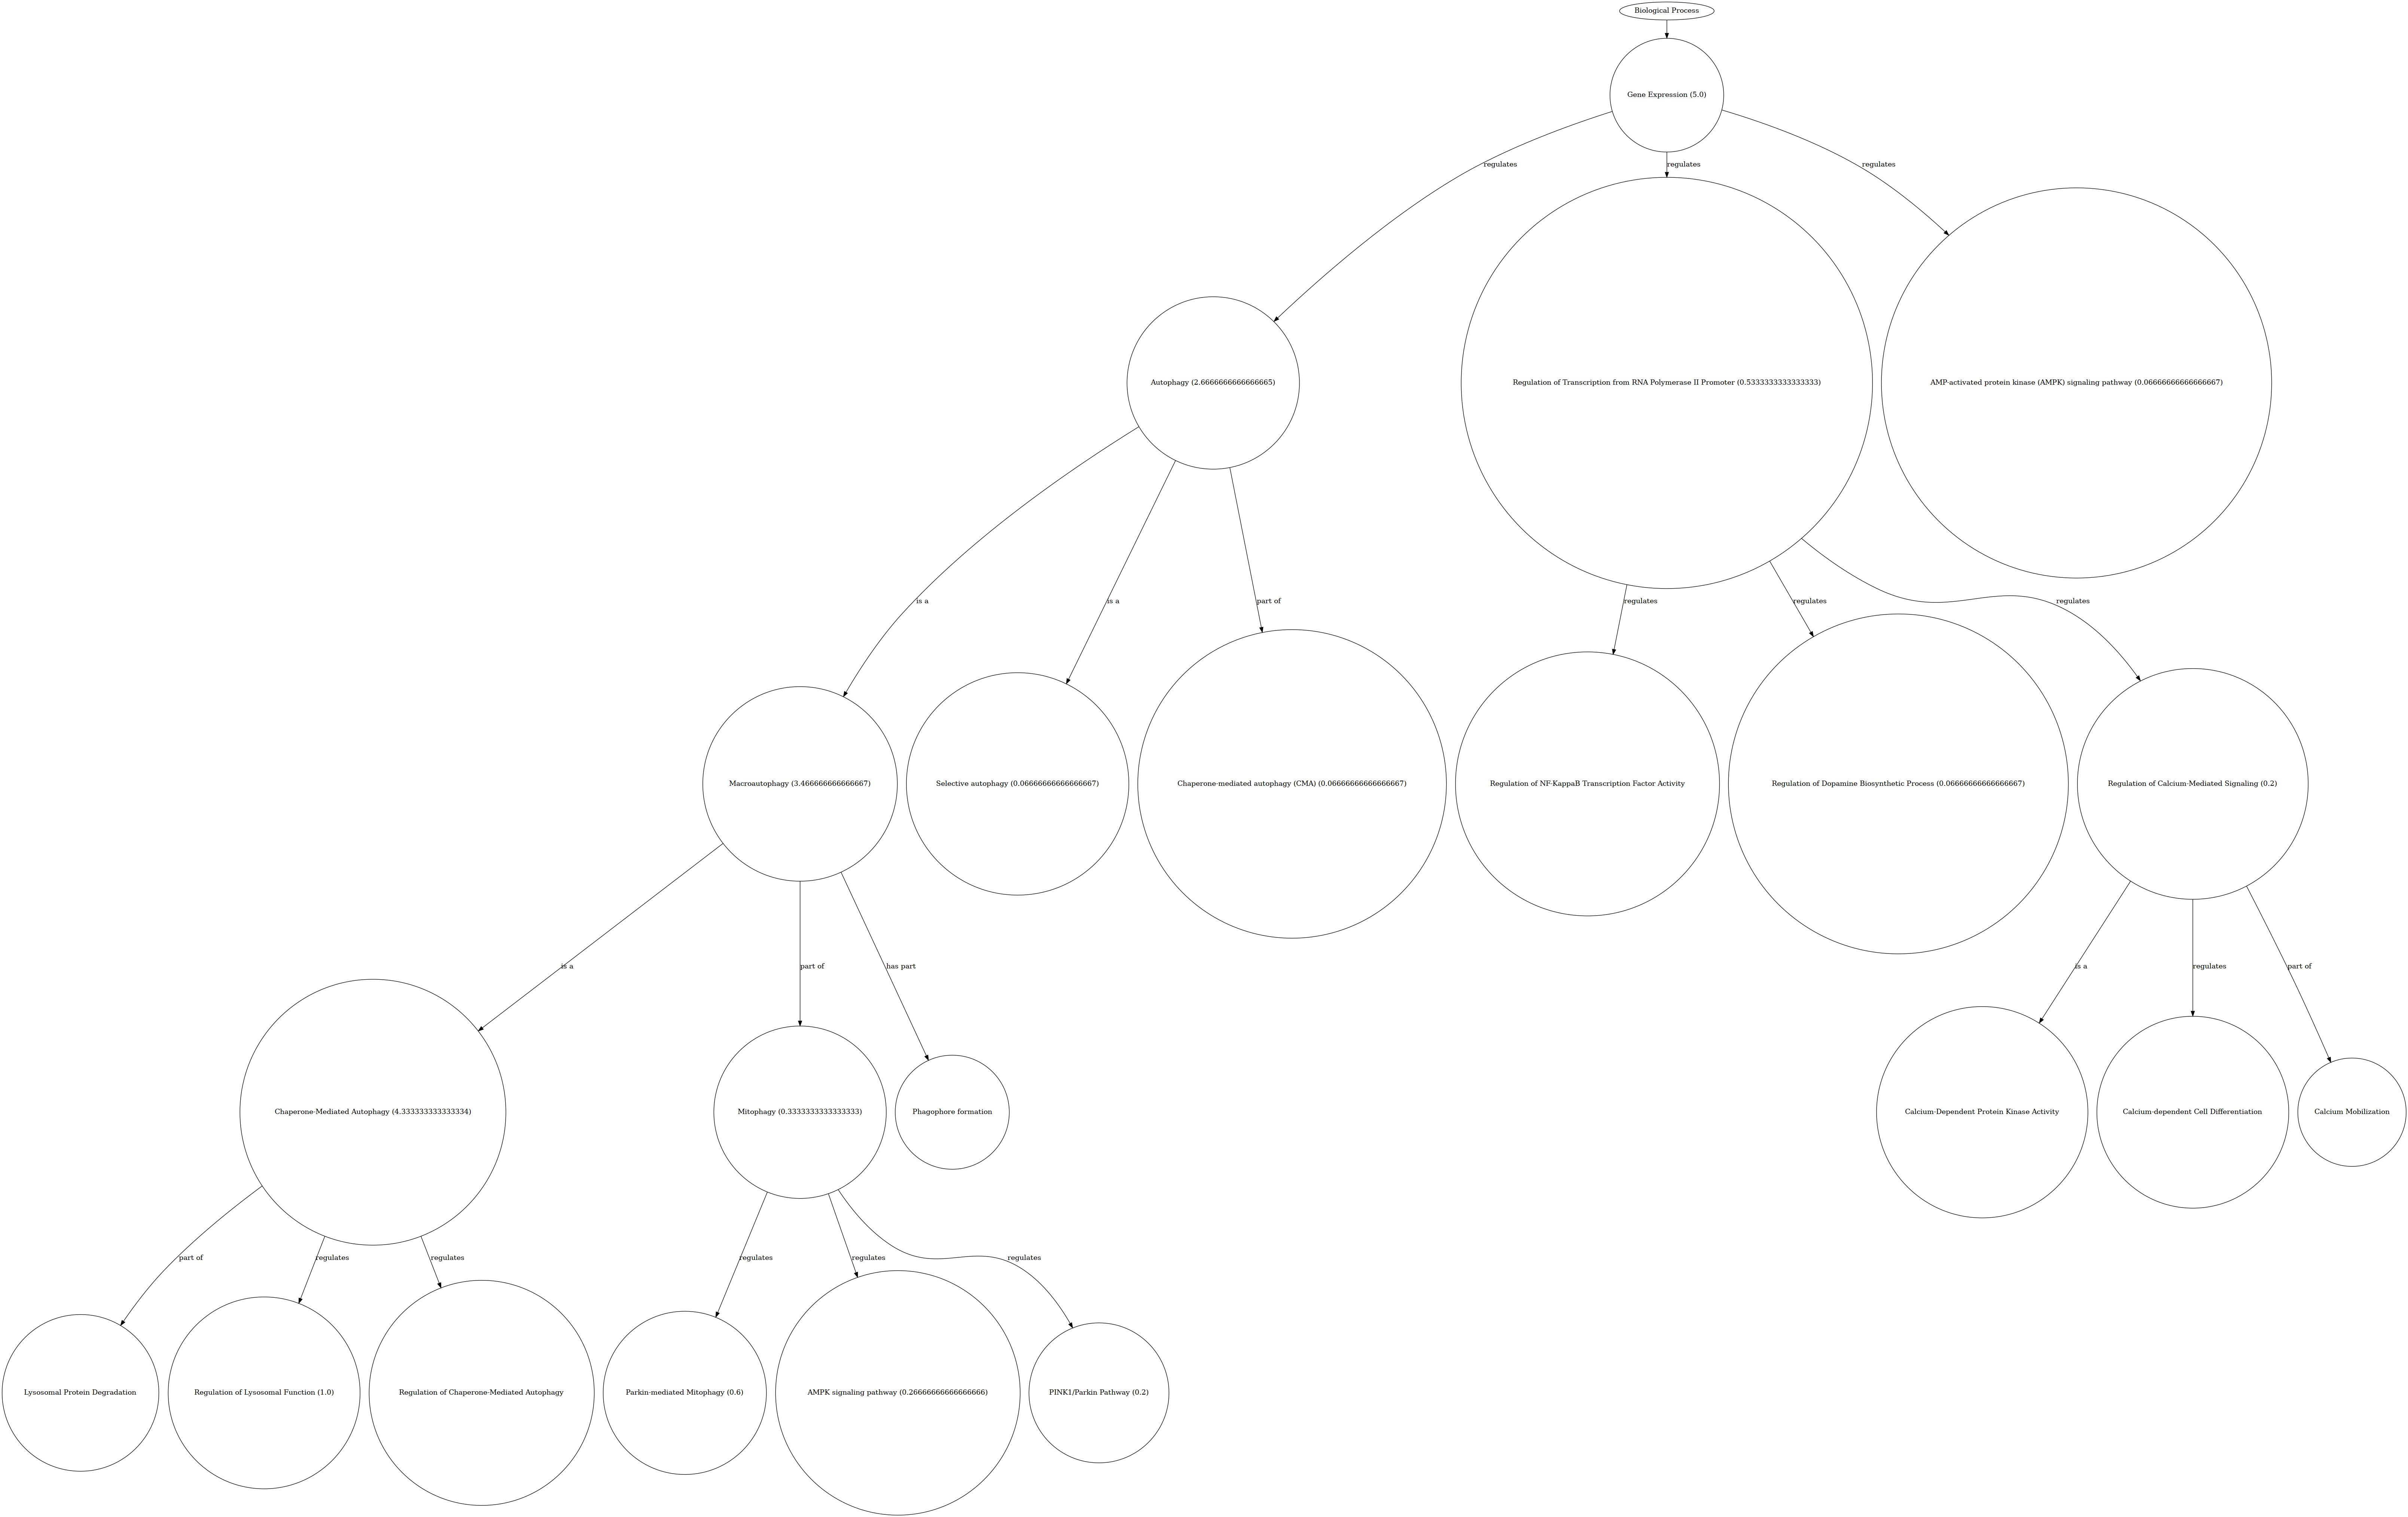 Biological Process
Gene Expression (5.0)
regulates
regulates
regulates
Autophagy (2.6666666666666665)
Regulation of Transcription from RNA Polymerase II Promoter (0.5333333333333333)
AMP-activated protein kinase (AMPK) signaling pathway (0.06666666666666667)
is a
is a
part of
regulates
regulates
regulates
Macroautophagy (3.466666666666667)
Selective autophagy (0.06666666666666667)
Chaperone-mediated autophagy (CMA) (0.06666666666666667)
Regulation of NF-KappaB Transcription Factor Activity
Regulation of Dopamine Biosynthetic Process (0.06666666666666667)
Regulation of Calcium-Mediated Signaling (0.2)
is a
part of
has part
is a
regulates
part of
Chaperone-Mediated Autophagy (4.333333333333334)
Mitophagy (0.3333333333333333)
Phagophore formation
Calcium-Dependent Protein Kinase Activity
Calcium-dependent Cell Differentiation
Calcium Mobilization
part of
regulates
regulates
regulates
regulates
regulates
Lysosomal Protein Degradation
Regulation of Lysosomal Function (1.0)
Regulation of Chaperone-Mediated Autophagy
Parkin-mediated Mitophagy (0.6)
AMPK signaling pathway (0.26666666666666666)
PINK1/Parkin Pathway (0.2)